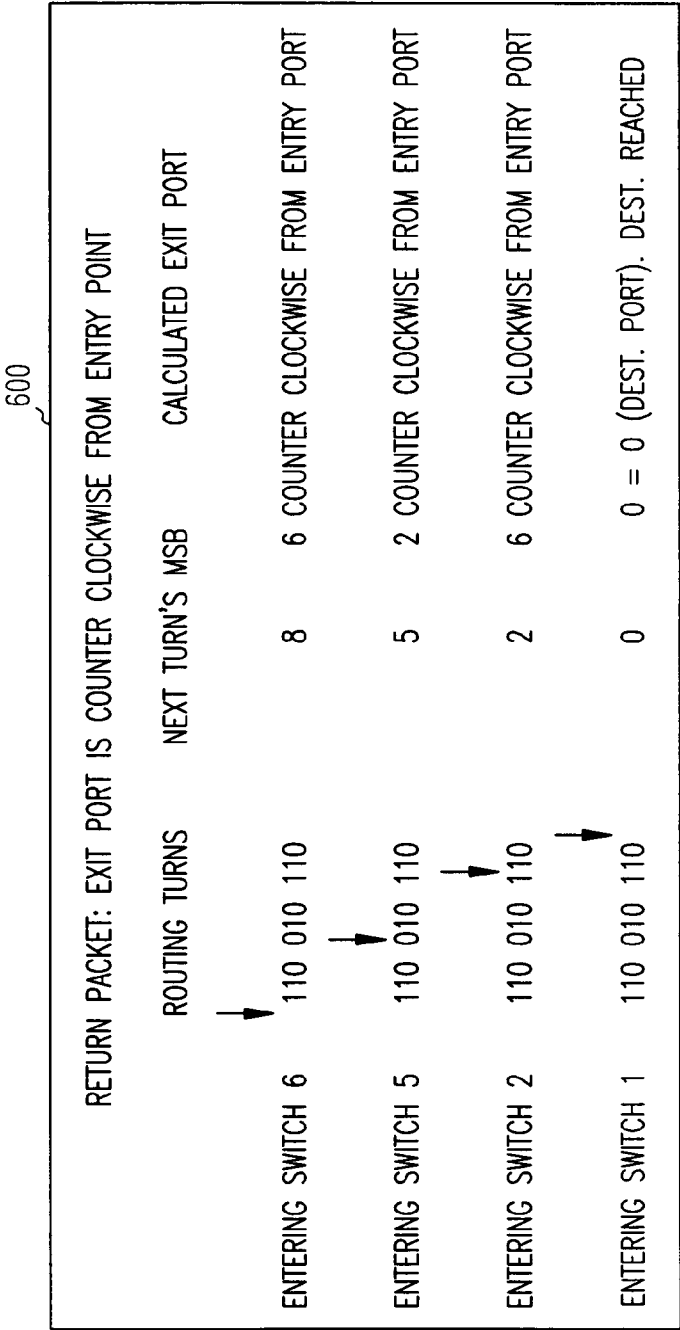 600
RETURN PACKET: EXIT PORT IS COUNTER CLOCKWISE FROM ENTRY POINT
ROUTING TURNS NEXT TURN'S MSB CALCULATED EXIT PORT
ENTERING SWITCH 6 110 010 110 8 6 COUNTER CLOCKWISE FROM ENTRY PORT
ENTERING SWITCH 5 110 010 110 5 2 COUNTER CLOCKWISE FROM ENTRY PORT
ENTERING SWITCH 2 110 010 110 2 6 COUNTER CLOCKWISE FROM ENTRY PORT
ENTERING SWITCH 1 110 010 110 0 0 = 0 (DEST. PORT). DEST. REACHED